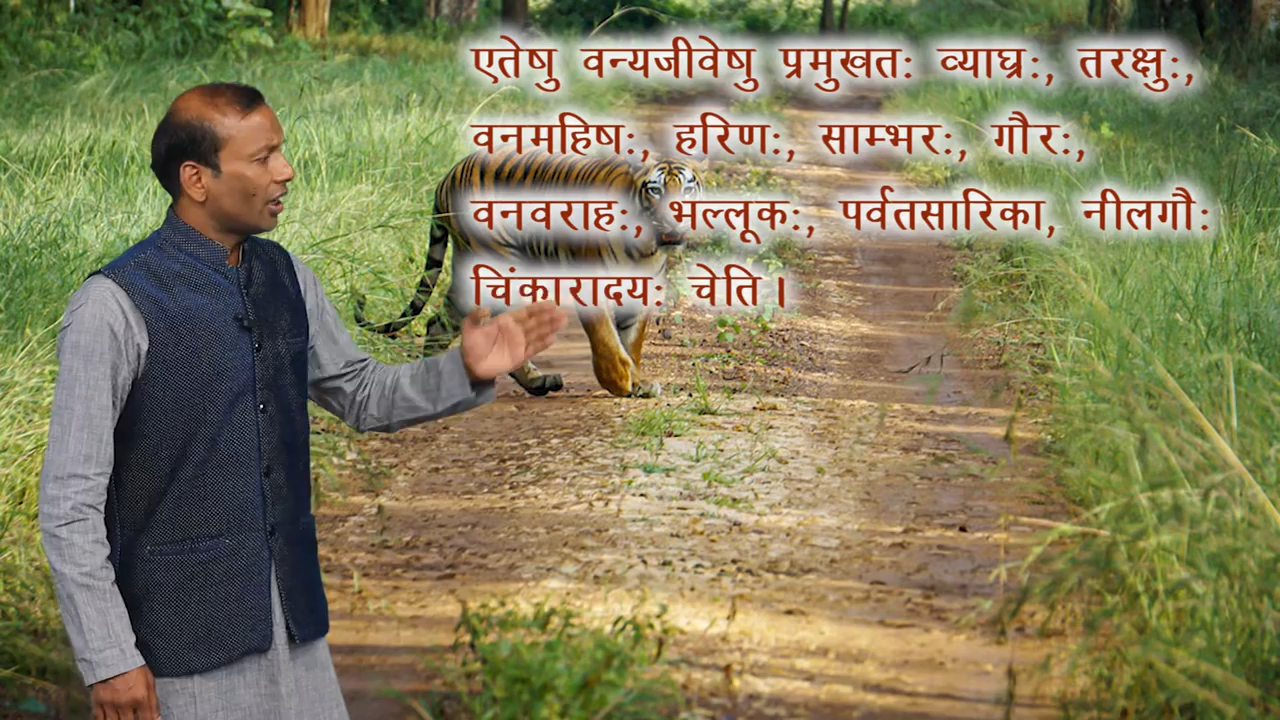 एतेषु वन्यजीवेषु प्रमुखतः व्याघ्रः, तरक्षुः,
वनमहिषः, हरिणः, साम्भरः, गौरः,
वनवराहः, भल्लूकः, पर्वतसारिका, नीलगौः
चिंकारादयः चेति।